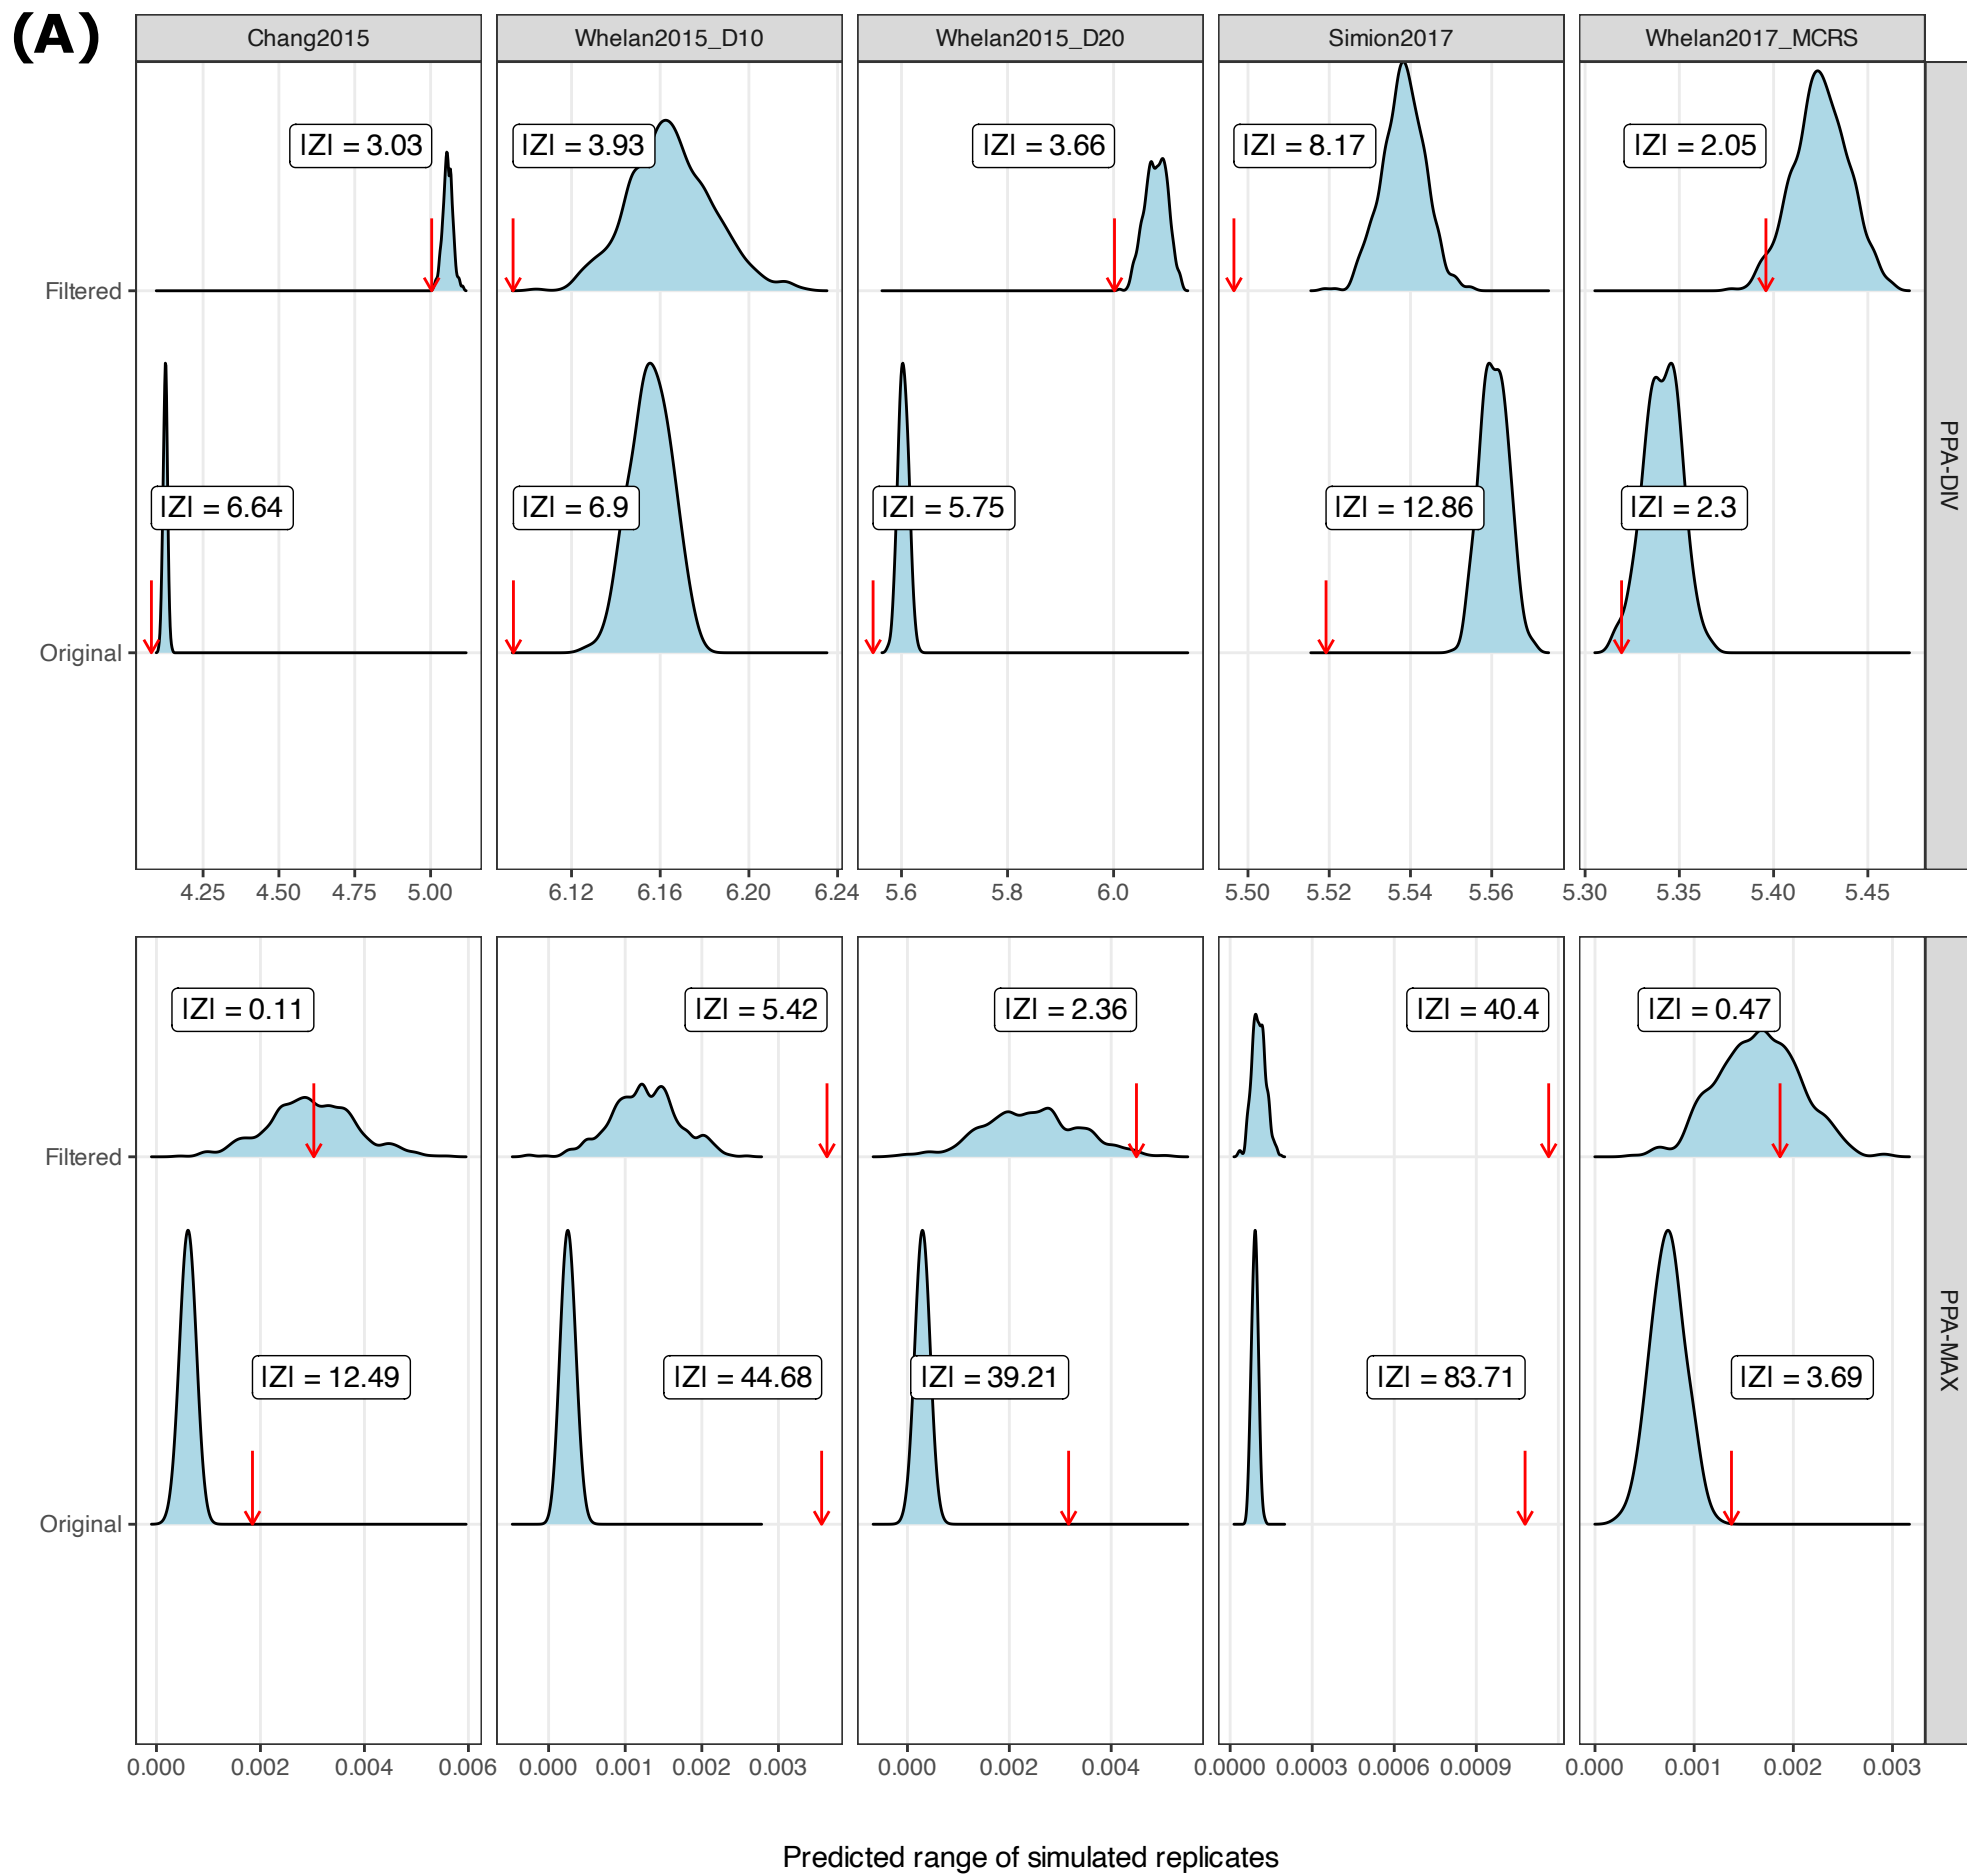 (A)
Chang2015 Whelan2015_D10 Whelan2015_D20 Simion2017 Whelan2017_MCRS
|Z| = 3.03 |Z| = 3.93 |Z| = 3.66 |Z| = 8.17 |Z| = 2.05
Filtered
PPA-DIV
|Z| = 6.64 |Z| = 6.9 |Z| = 5.75 |Z| = 12.86 |Z| = 2.3
Original
4.25 4.50 4.75 5.00 6.12 6.16 6.20 6.24 5.6 5.8 6.0 5.50 5.52 5.54 5.56 5.30 5.35 5.40 5.45
|Z| = 0.11 |Z| = 5.42 |Z| = 2.36 |Z| = 40.4 |Z| = 0.47
Filtered
PPA-MAX
|Z| = 12.49 |Z| = 44.68 |Z| = 39.21 |Z| = 83.71 |Z| = 3.69
Original
0.000 0.002 0.004 0.006 0.000 0.001 0.002 0.003 0.000 0.002 0.004 0.0000 0.0003 0.0006 0.0009 0.000 0.001 0.002 0.003
Predicted range of simulated replicates